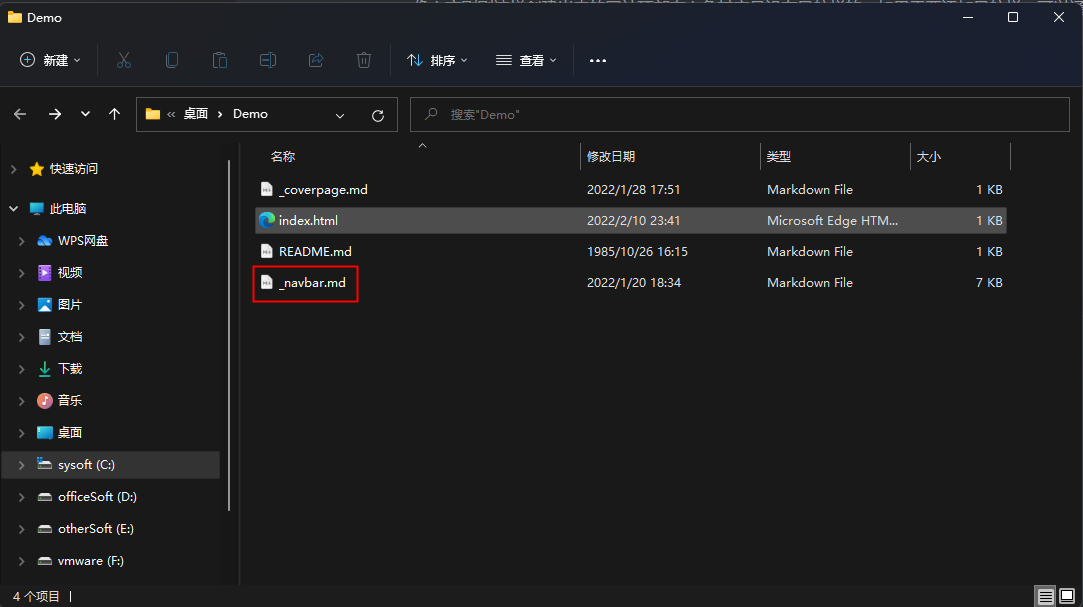 Demo
新建 排序 查看
« 桌面 › Demo 搜索"Demo"
名称 修改日期 类型 大小
_coverpage.md 2022/1/28 17:51 Markdown File 1 KB
index.html 2022/2/10 23:41 Microsoft Edge HTM... 1 KB
README.md 1985/10/26 16:15 Markdown File 1 KB
_navbar.md 2022/1/20 18:34 Markdown File 7 KB
快速访问
此电脑
WPS网盘
视频
图片
文档
下载
音乐
桌面
sysoft (C:)
officeSoft (D:)
otherSoft (E:)
vmware (F:)
4 个项目